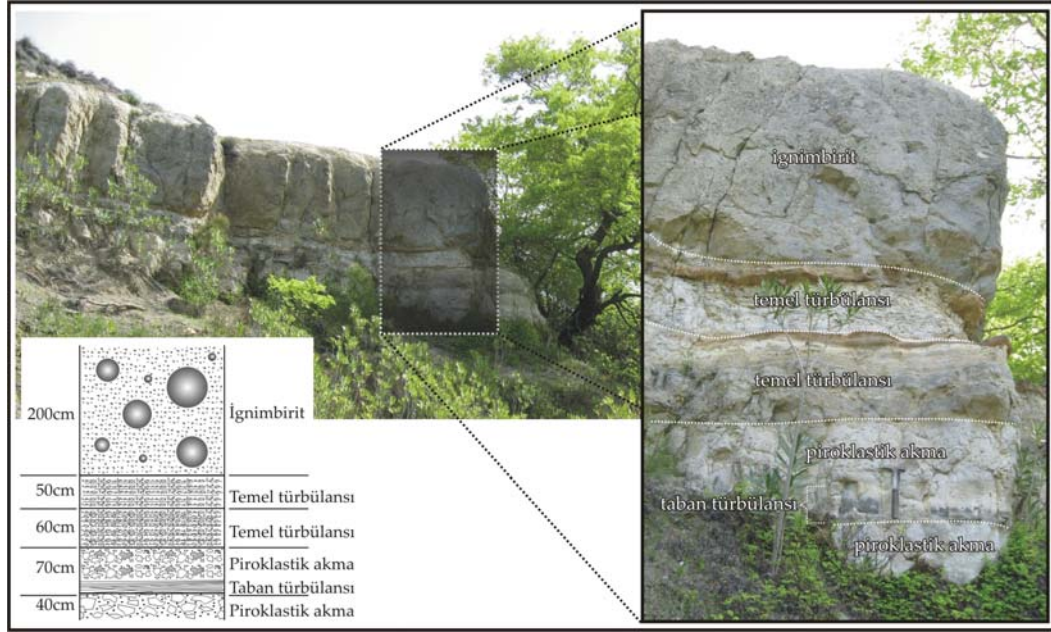 ignimbirit
temel türbülansı
temel türbülansı
piroklastik akma
taban türbülansı
piroklastik akma
200cm
İgnimbirit
50cm
Temel türbülansı
60cm
Temel türbülansı
70cm
Piroklastik akma
Taban türbülansı
40cm
Piroklastik akma